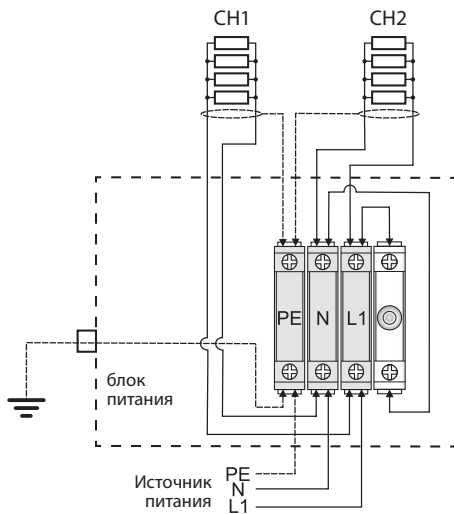 CH1 CH2
PE N L1
блок
питания
Источник
питания
PE
N
L1